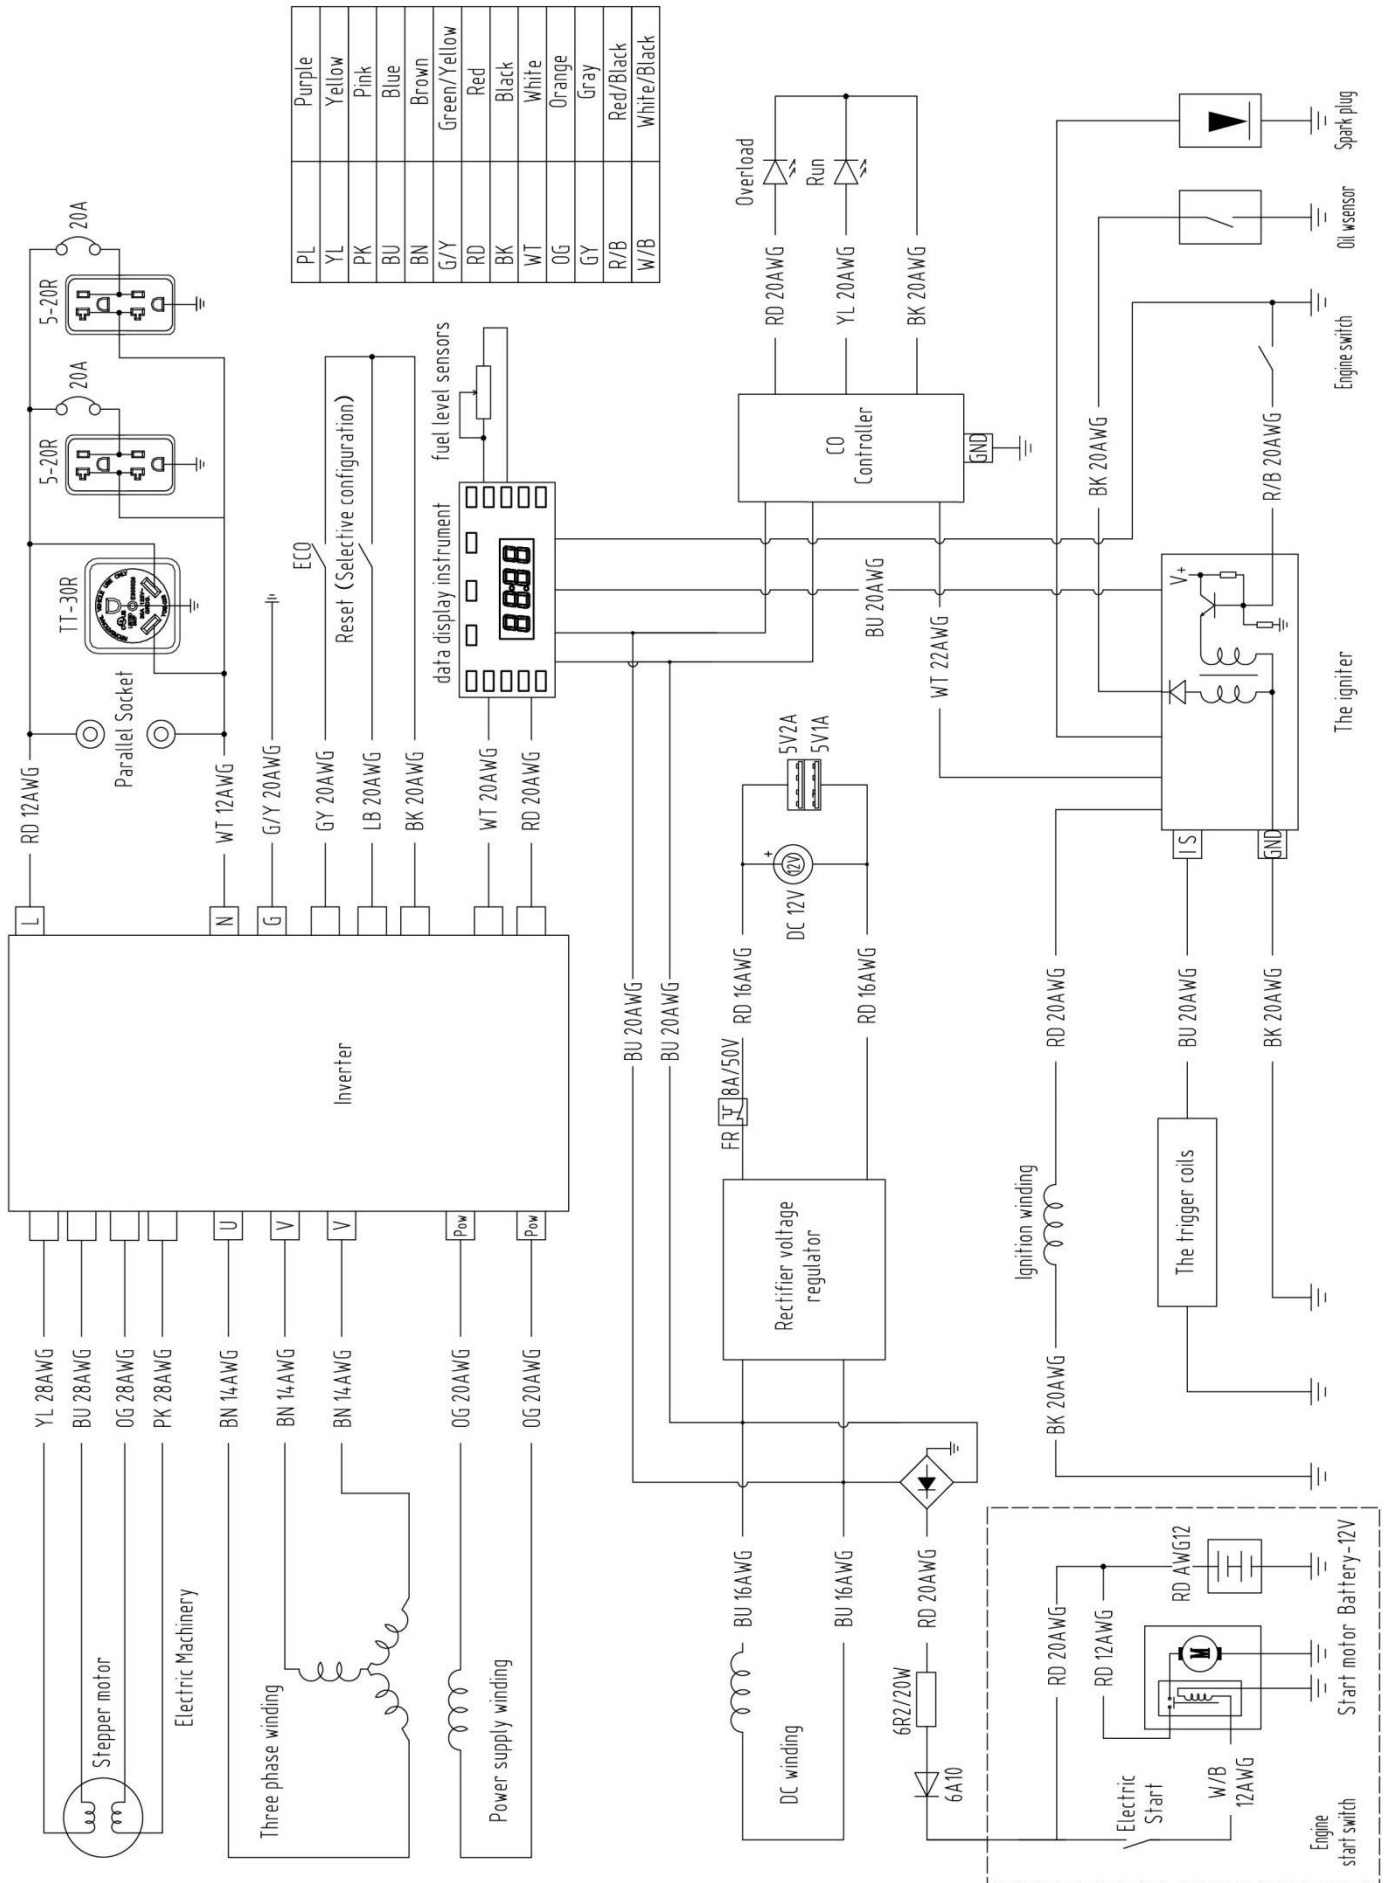 YL 28AWG
BU 28AWG
OG 28AWG
PK 28AWG
BN 14AWG
BN 14AWG
BN 14AWG
OG 20AWG
OG 20AWG
Stepper motor
Electric Machinery
Three phase winding
Power supply winding
U
V
V
Pow
Pow
Inverter
L
N
G
RD 12AWG
WT 12AWG
G/Y 20AWG
GY 20AWG
LB 20AWG
BK 20AWG
WT 20AWG
RD 20AWG
Parallel Socket
TT-30R
5-20R
20A
5-20R
20A
ECO
Reset (Selective configuration)
data display instrument
88:88
fuel level sensors
PL Purple
YL Yellow
PK Pink
BU Blue
BN Brown
G/Y Green/Yellow
RD Red
BK Black
WT White
OG Orange
GY Gray
R/B Red/Black
W/B White/Black
BU 20AWG
BU 20AWG
DC winding
BU 16AWG
BU 16AWG
Rectifier voltage
regulator
FR
8A/50V
RD 16AWG
RD 16AWG
DC 12V
+
12V
5V2A
5V1A
BU 20AWG
WT 22AWG
CO
Controller
GND
RD 20AWG
YL 20AWG
BK 20AWG
Overload
Run
6A10
6R2/20W
RD 20AWG
Electric
Start
W/B
12AWG
RD 20AWG
RD 12AWG
RD AWG12
M
Engine
start switch
Start motor
Battery-12V
BK 20AWG
Ignition winding
RD 20AWG
The trigger coils
BU 20AWG
BK 20AWG
IS
GND
V+
The igniter
BK 20AWG
R/B 20AWG
Engine switch
Oil wsensor
Spark plug